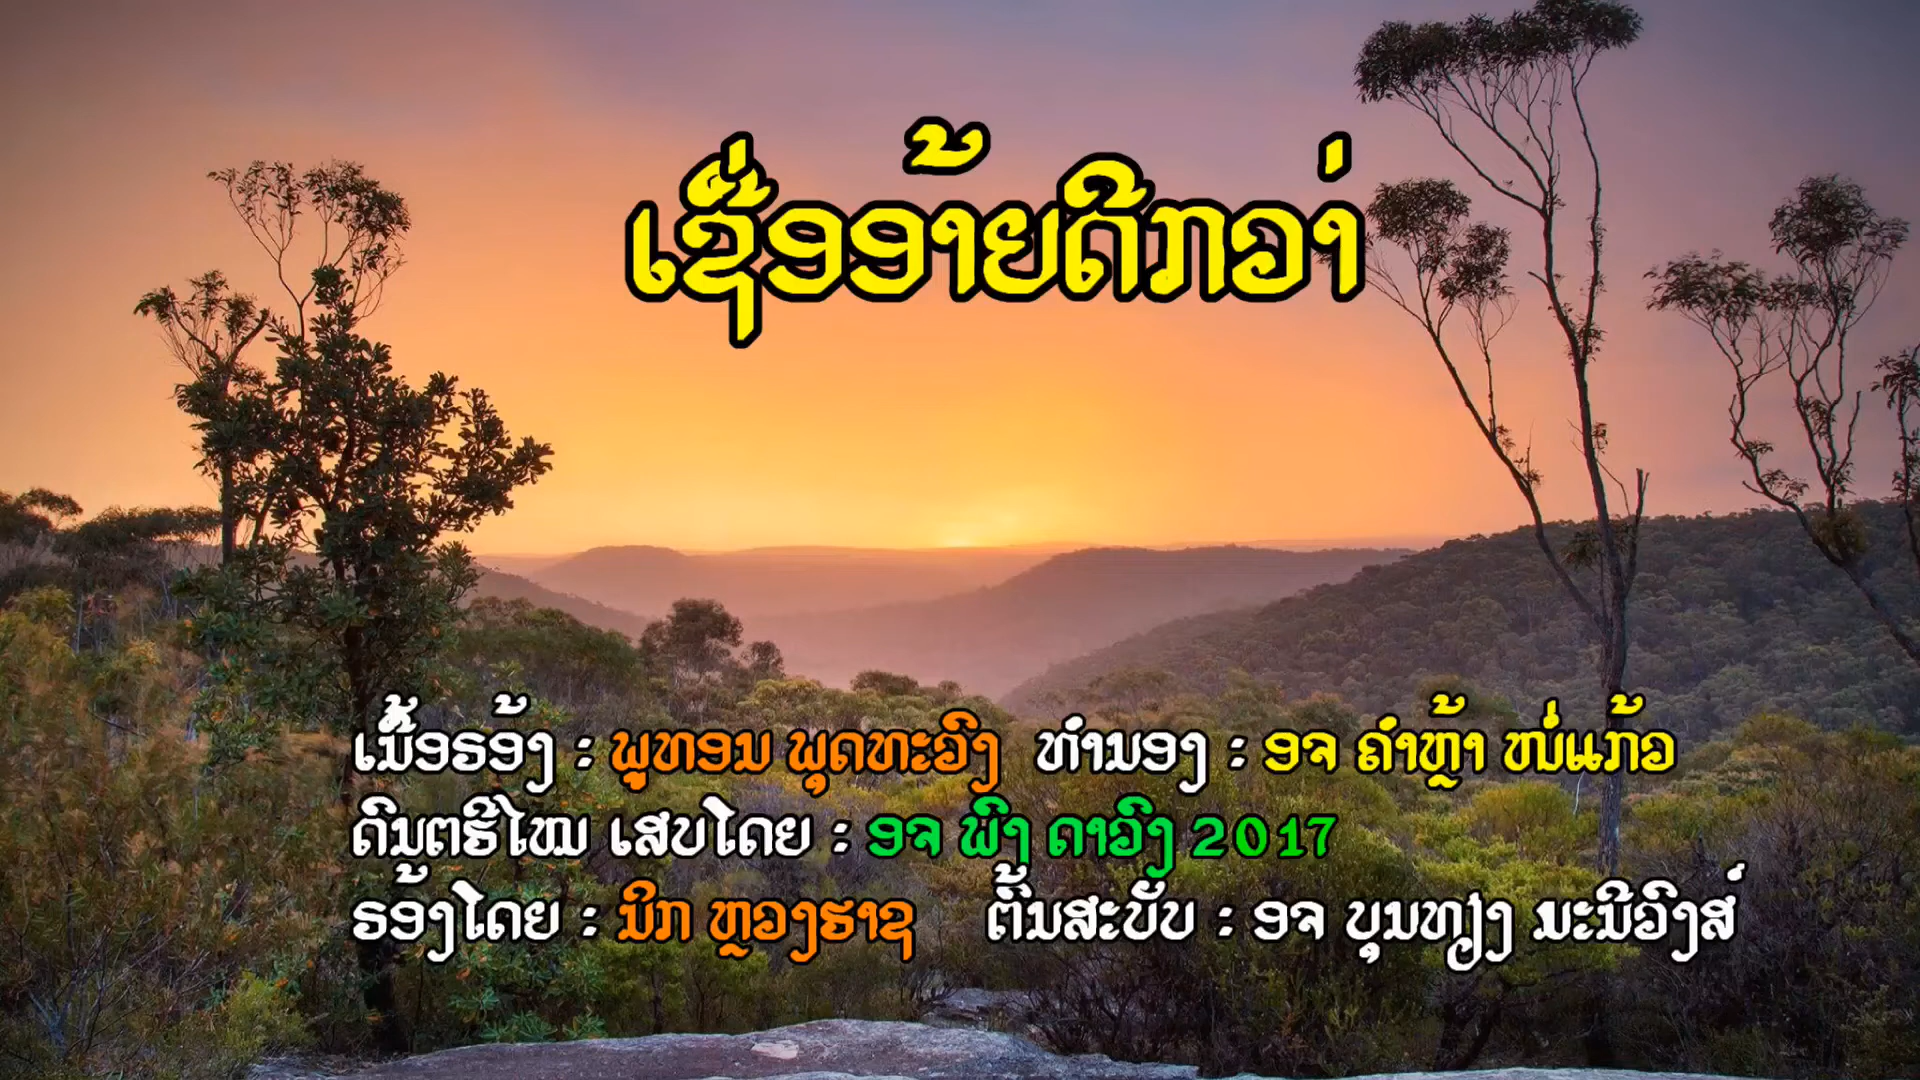 ເຊື່ອອ້າຍດີກວ່າ
ເນື້ອຮອ້ງ : ພູທອນ ພຸດທະວົງ ທຳນອງ : ອຈ ຄຳຫຼ້າ ໜໍ່ແກ້ວ
ດົນຕຮີໃໝ ເສບໂດຍ : ອຈ ພົງ ດາວົງ 2017
ຮອ້ງໂດຍ : ນິກ ຫຼວງຮາຊ ຕົ້ນສະບັບ : ອຈ ບຸນທຽງ ມະນີວົງສ໌